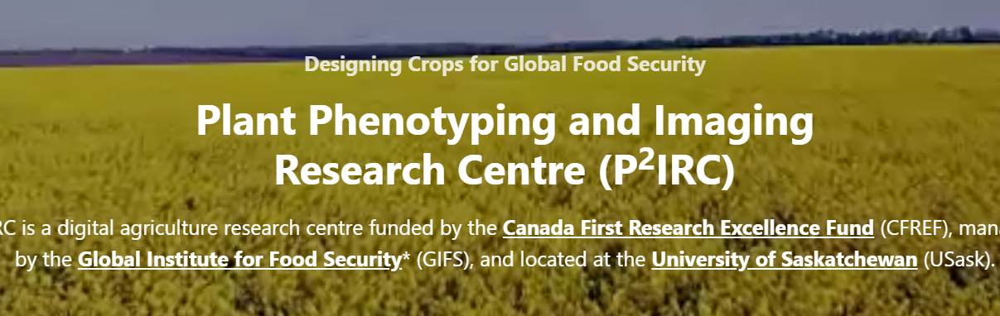 Designing Crops for Global Food Security
Plant Phenotyping and Imaging
Research Centre (P²IRC)
is a digital agriculture research centre funded by the Canada First Research Excellence Fund (CFREF),
by the Global Institute for Food Security* (GIFS), and located at the University of Saskatchewan (USask).